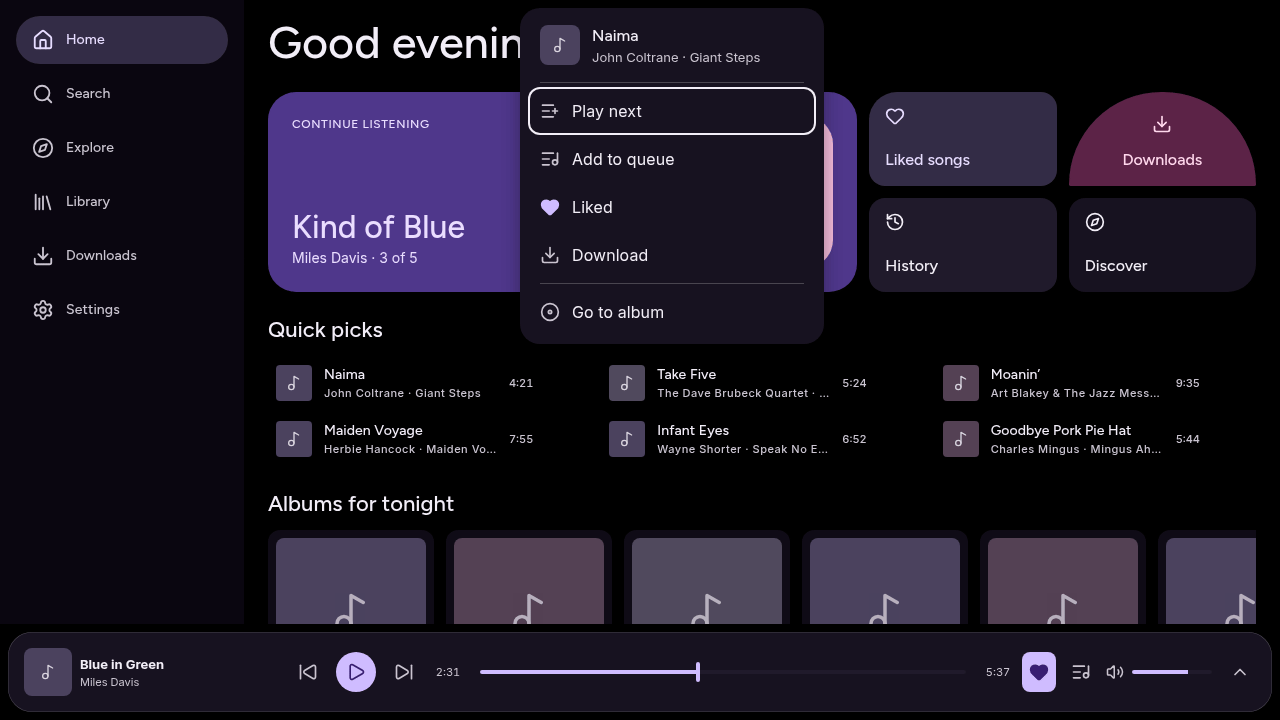 Home
Search
Explore
Library
Downloads
Settings
CONTINUE LISTENING
Kind of Blue
Miles Davis · 3 of 5
Naima
John Coltrane · Giant Steps
Play next
Add to queue
Liked
Download
Go to album
Liked songs
Downloads
History
Discover
Quick picks
Naima
John Coltrane · Giant Steps
4:21
Take Five
The Dave Brubeck Quartet · ...
5:24
Moanin’
Art Blakey & The Jazz Mess...
9:35
Maiden Voyage
Herbie Hancock · Maiden Vo...
7:55
Infant Eyes
Wayne Shorter · Speak No E...
6:52
Goodbye Pork Pie Hat
Charles Mingus · Mingus Ah...
5:44
Albums for tonight
Blue in Green
Miles Davis
2:31
5:37